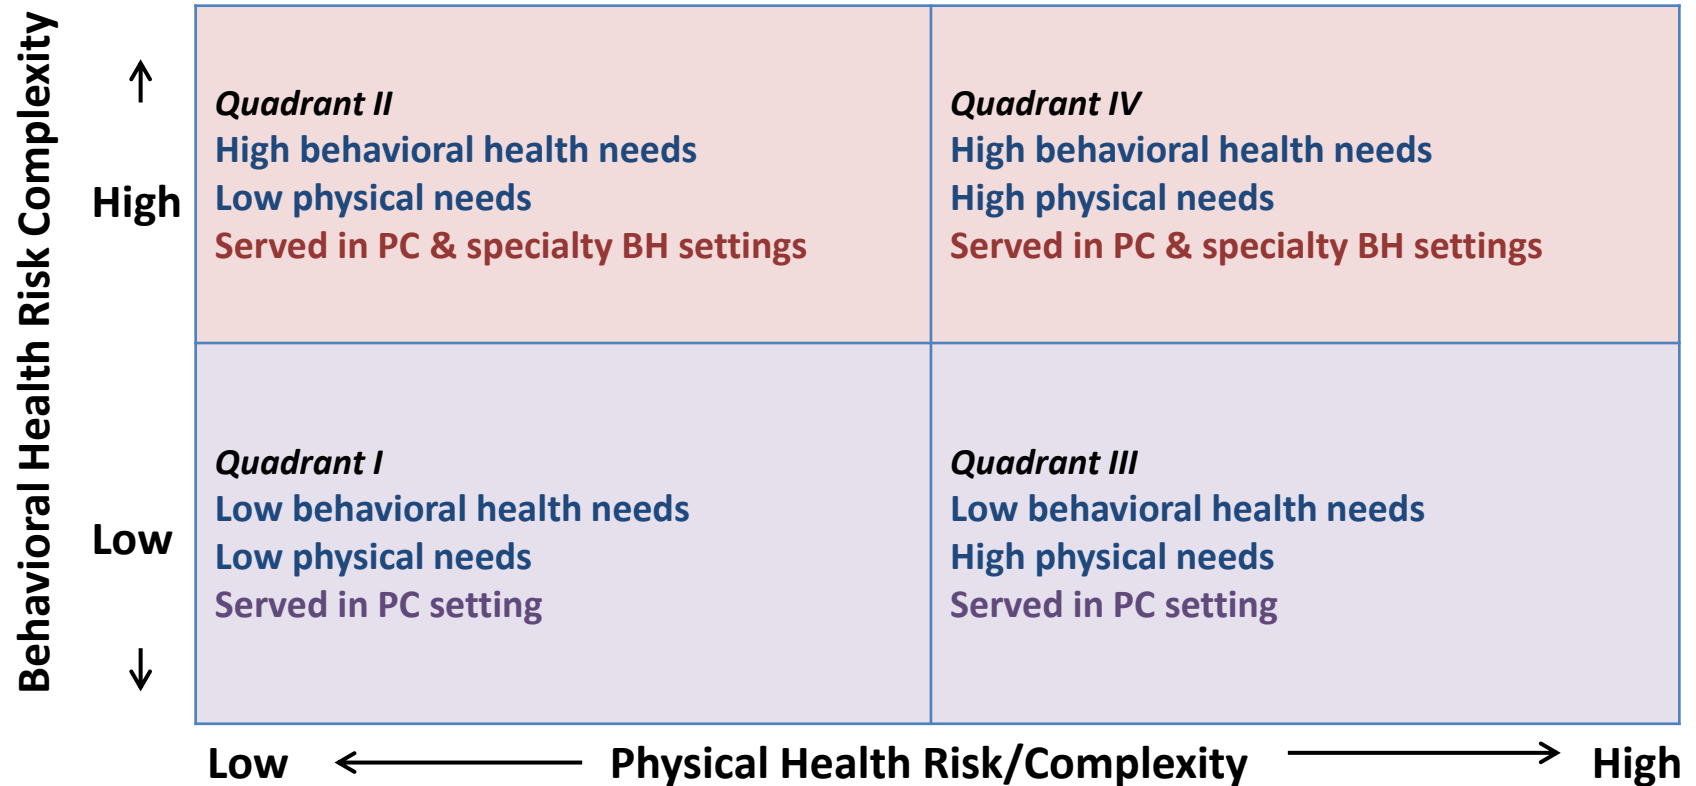 Behavioral Health Risk Complexity
High
Quadrant II
High behavioral health needs
Low physical needs
Served in PC & specialty BH settings
Quadrant IV
High behavioral health needs
High physical needs
Served in PC & specialty BH settings
Low
Quadrant I
Low behavioral health needs
Low physical needs
Served in PC setting
Quadrant III
Low behavioral health needs
High physical needs
Served in PC setting
Low Physical Health Risk/Complexity High